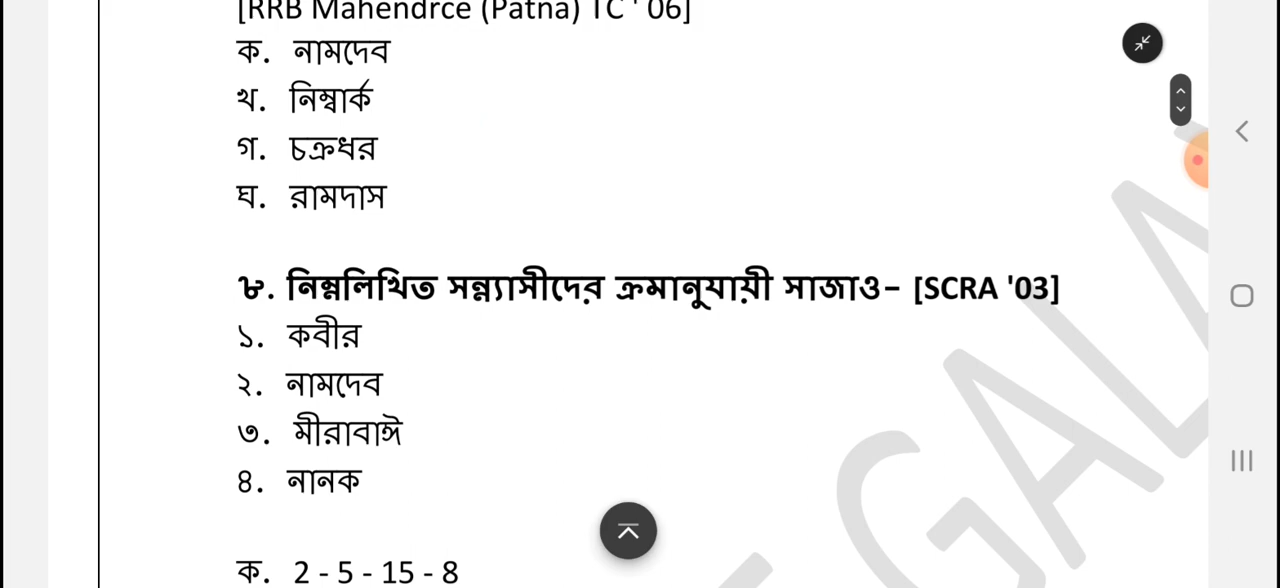 [RRB Mahendrce (Patna) TC ' 06]
ক. নামদেব
খ. নিম্বার্ক
গ. চক্রধর
ঘ. রামদাস
৮. নিম্নলিখিত সন্ন্যাসীদের ক্রমানুযায়ী সাজাও– [SCRA '03]
১. কবীর
২. নামদেব
৩. মীরাবাঈ
৪. নানক
ক. 2 - 5 - 15 - 8